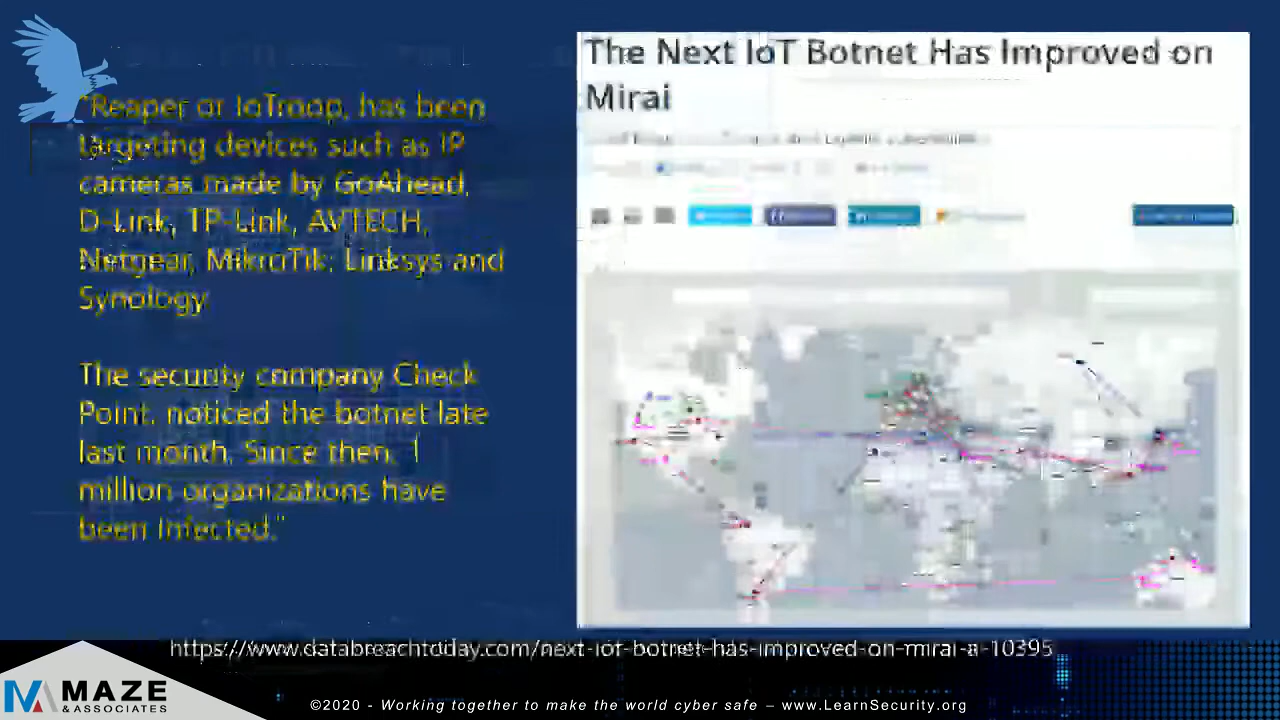 The Next IoT Botnet Has Improved on
Mirai
"Reaper or IoTroop, has been
targeting devices such as IP
cameras made by GoAhead,
D-Link, TP-Link, AVTECH,
Netgear, MikroTik, Linksys and
Synology
The security company Check
Point, noticed the botnet late
last month. Since then, 1
million organizations have
been infected."
https://www.databreachtoday.com/next-iot-botnet-has-improved-on-mirai-a-10395
MAZE
& ASSOCIATES
©2020 - Working together to make the world cyber safe – www.LearnSecurity.org